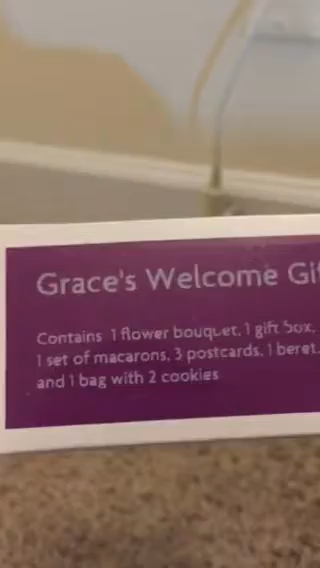 Grace's Welcome Gif
Contains 1 flower bouquet, 1 gift box,
1 set of macarons, 3 postcards, 1 beret,
and 1 bag with 2 cookies